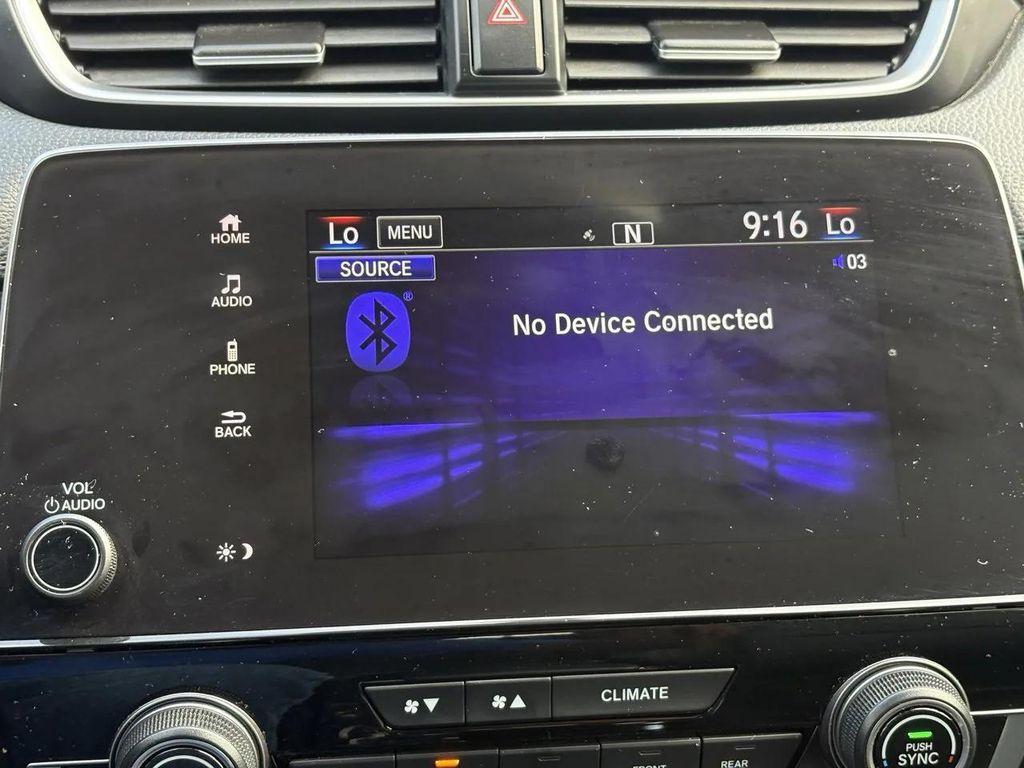 HOME
AUDIO
PHONE
BACK
VOL
AUDIO
Lo
MENU
N
9:16
Lo
SOURCE
03
®
No Device Connected
CLIMATE
FRONT
REAR
PUSH
SYNC